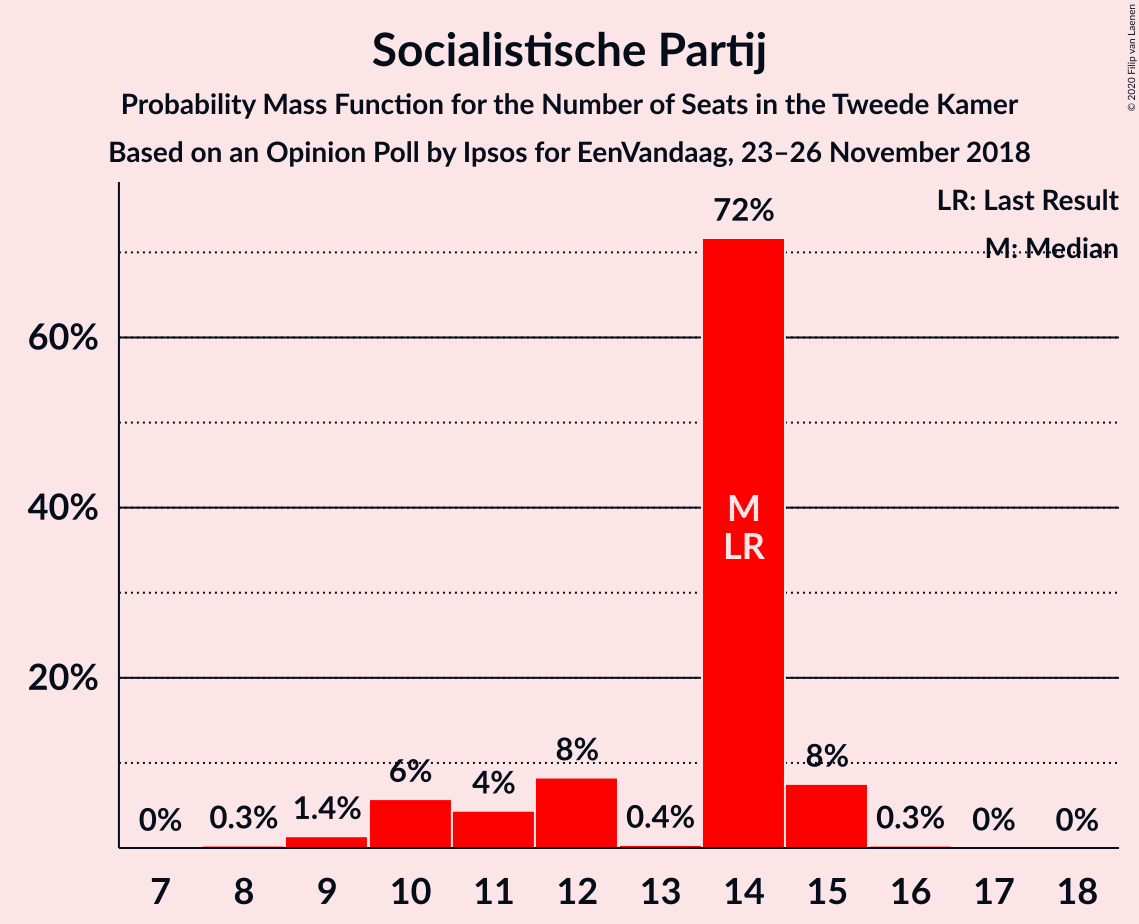 Socialistische Partij
Probability Mass Function for the Number of Seats in the Tweede Kamer
Based on an Opinion Poll by Ipsos for EenVandaag, 23–26 November 2018
© 2020 Filip van Laenen
LR: Last Result
M: Median
60%
40%
20%
0%
0.3%
1.4%
6%
4%
8%
0.4%
72%
8%
0.3%
0%
0%
M
LR
7 8 9 10 11 12 13 14 15 16 17 18